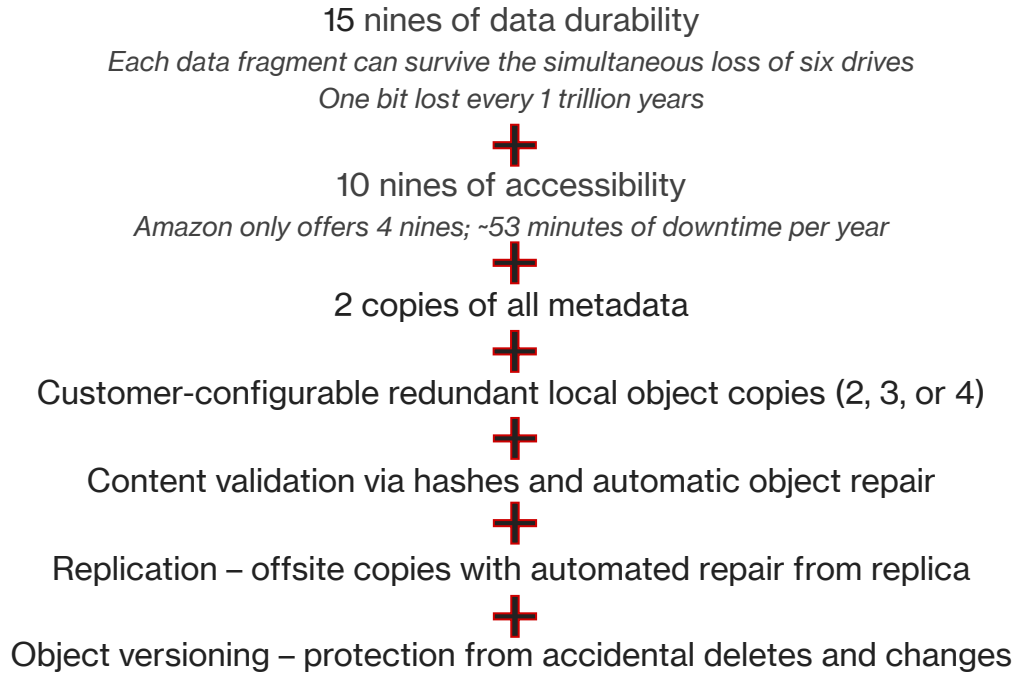 15 nines of data durability
Each data fragment can survive the simultaneous loss of six drives
One bit lost every 1 trillion years
10 nines of accessibility
Amazon only offers 4 nines; ~53 minutes of downtime per year
2 copies of all metadata
Customer-configurable redundant local object copies (2, 3, or 4)
Content validation via hashes and automatic object repair
Replication – offsite copies with automated repair from replica
Object versioning – protection from accidental deletes and changes